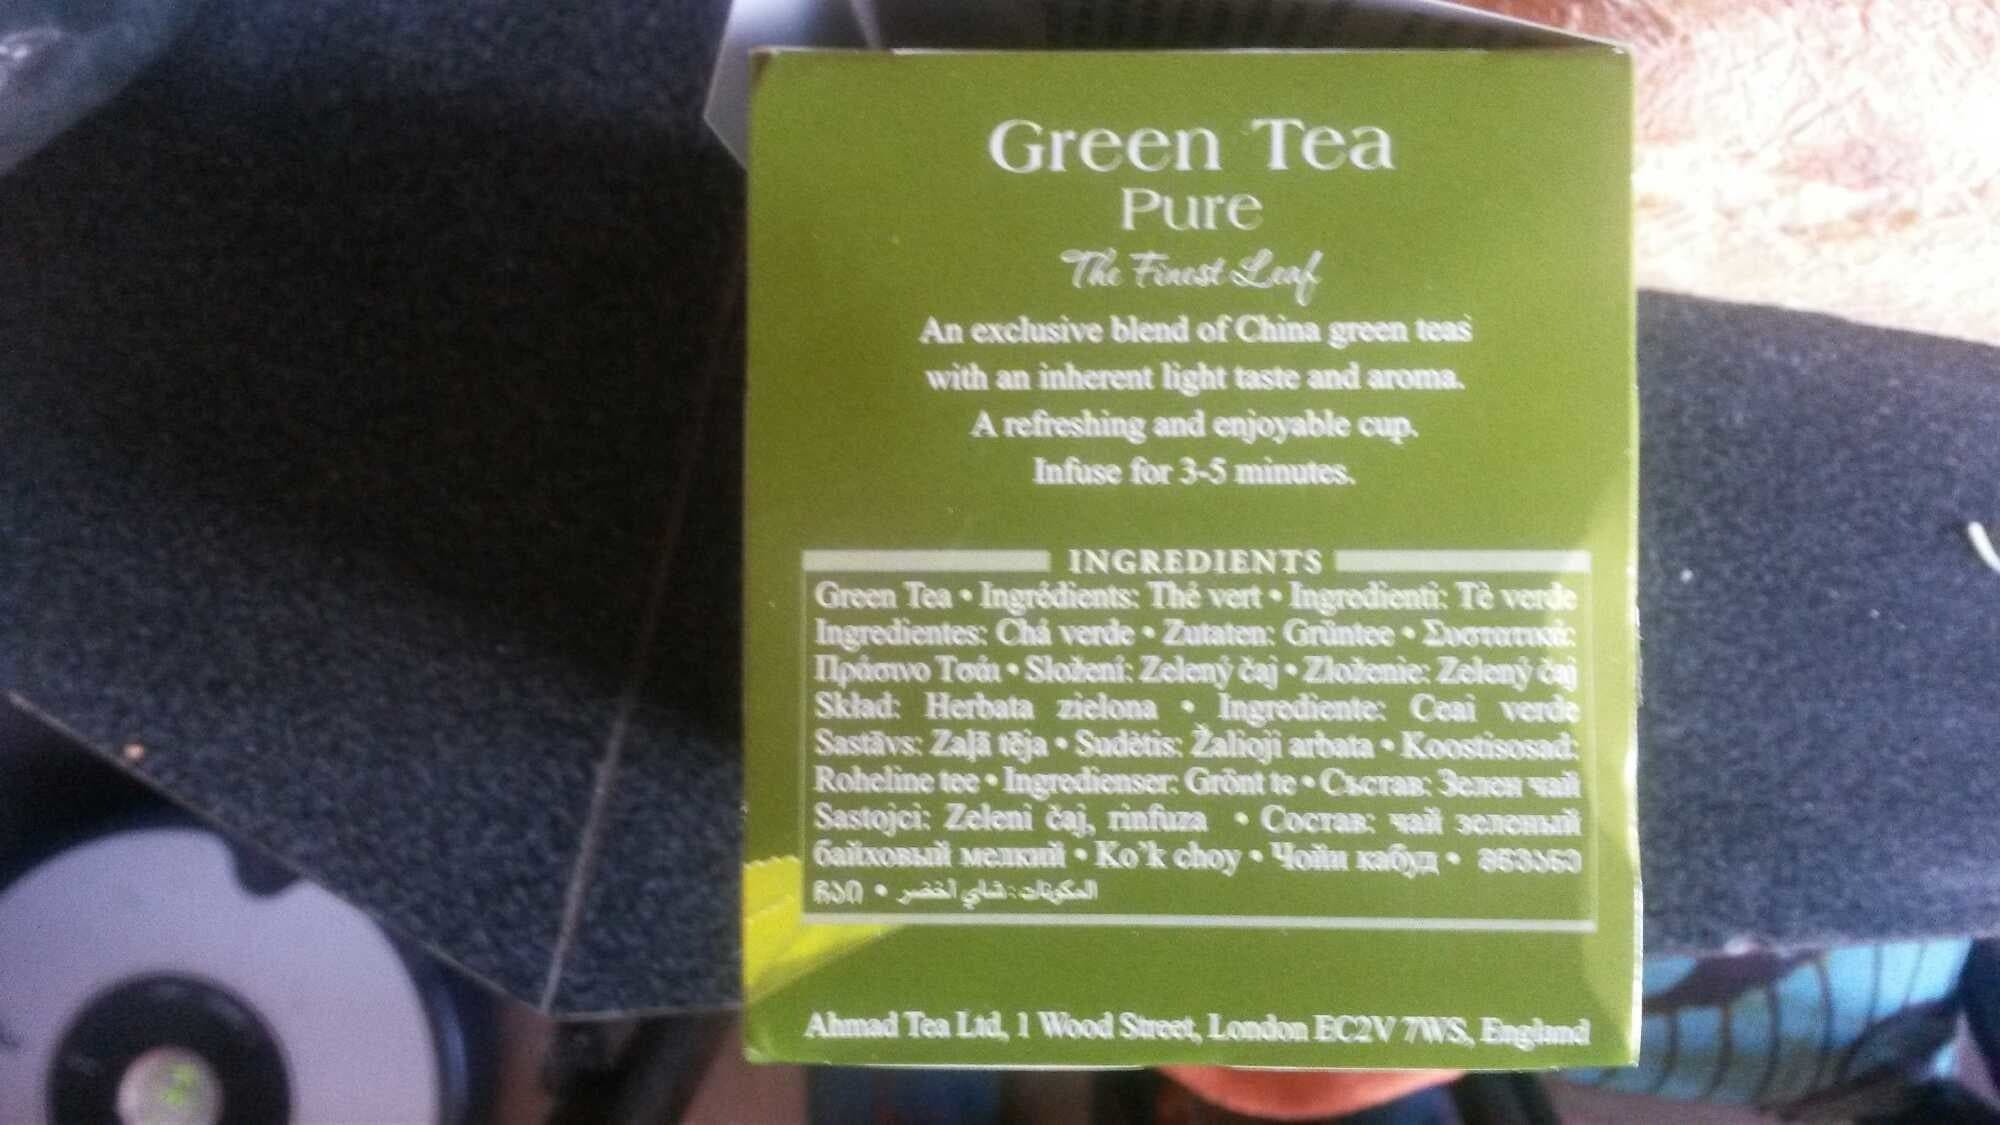 Green Tea
Pure
The Finest Leaf
An exclusive blend of China green teas
with an inherent light taste and aroma.
A refreshing and enjoyable cup.
Infuse for 3-5 minutes.
INGREDIENTS
Green Tea • Ingrédients: Thé vert • Ingredienti: Tè verde
Ingredientes: Chá verde • Zutaten: Grüntee • Συστατικά:
Πράσινο Τσάι • Složení: Zelený čaj • Zloženie: Zelený čaj
Skład: Herbata zielona • Ingrediente: Ceai verde
Sastāvs: Zaļā tēja • Sudėtis: Žalioji arbata • Koostisosad:
Roheline tee • Ingredienser: Grönt te • Състав: Зелен чай
Sastojci: Zeleni čaj, rinfuza • Состав: чай зеленый
байховый мелкий • Ko'k choy • Чойи кабуд • მწვანე
ჩაი • المكونات : شاي أخضر
Ahmad Tea Ltd, 1 Wood Street, London EC2V 7WS, England